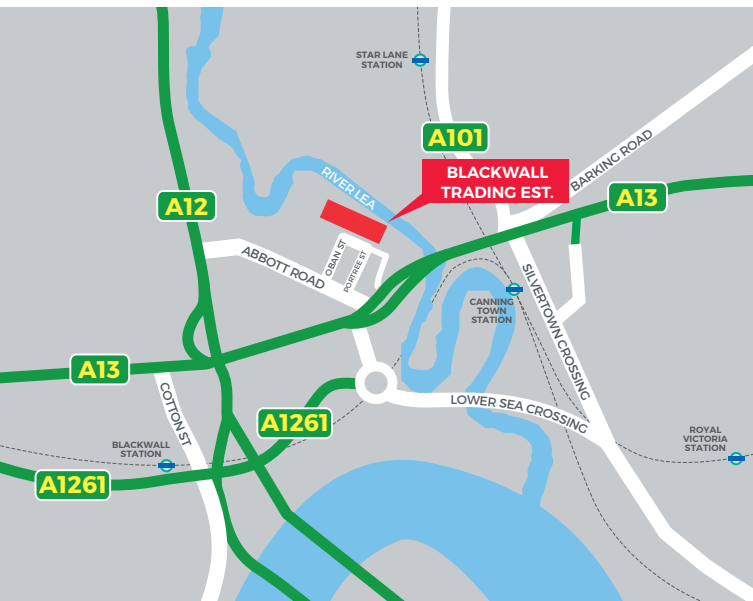 STAR LANE
STATION
A101
BARKING ROAD
BLACKWALL
TRADING EST.
RIVER LEA
A13
A12
OBAN ST
PORTREE ST
ABBOTT ROAD
CANNING
TOWN
STATION
SILVERTOWN CROSSING
A13
COTTON ST
LOWER SEA CROSSING
A1261
BLACKWALL
STATION
ROYAL
VICTORIA
STATION
A1261